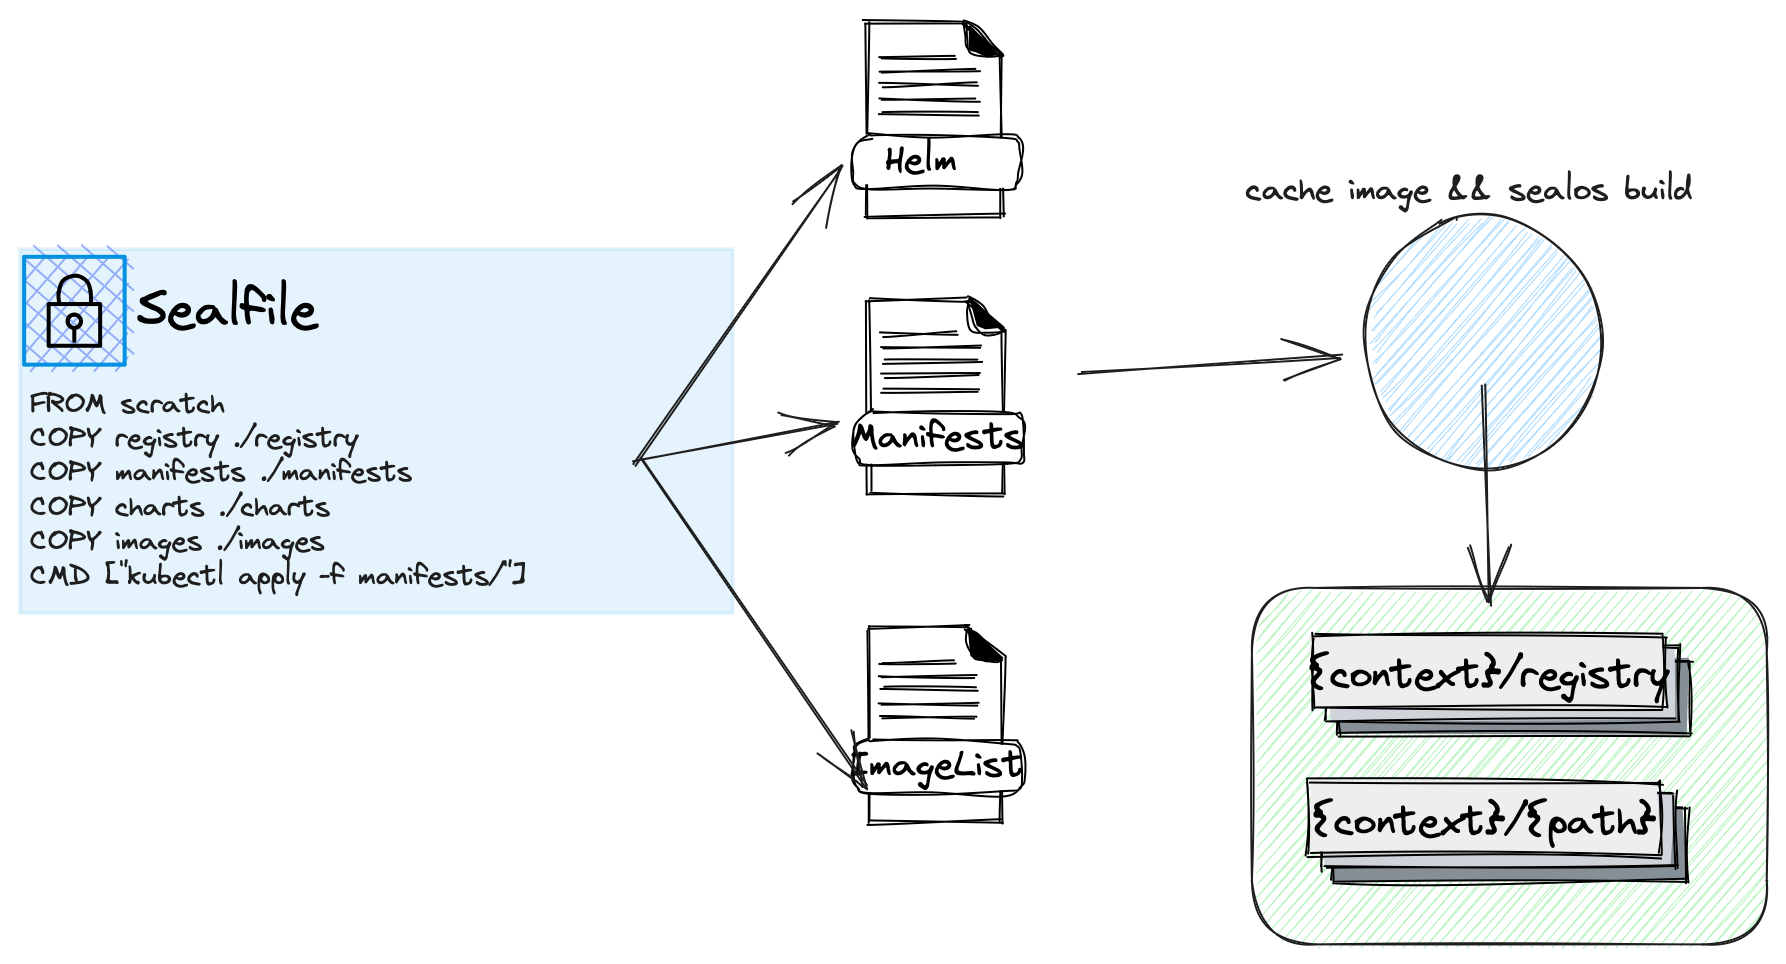 Sealfile
FROM scratch
COPY registry ./registry
COPY manifests ./manifests
COPY charts ./charts
COPY images ./images
CMD ["kubectl apply -f manifests/"]
Helm
Manifests
ImageList
cache image && sealos build
{context}/registry
{context}/{path}